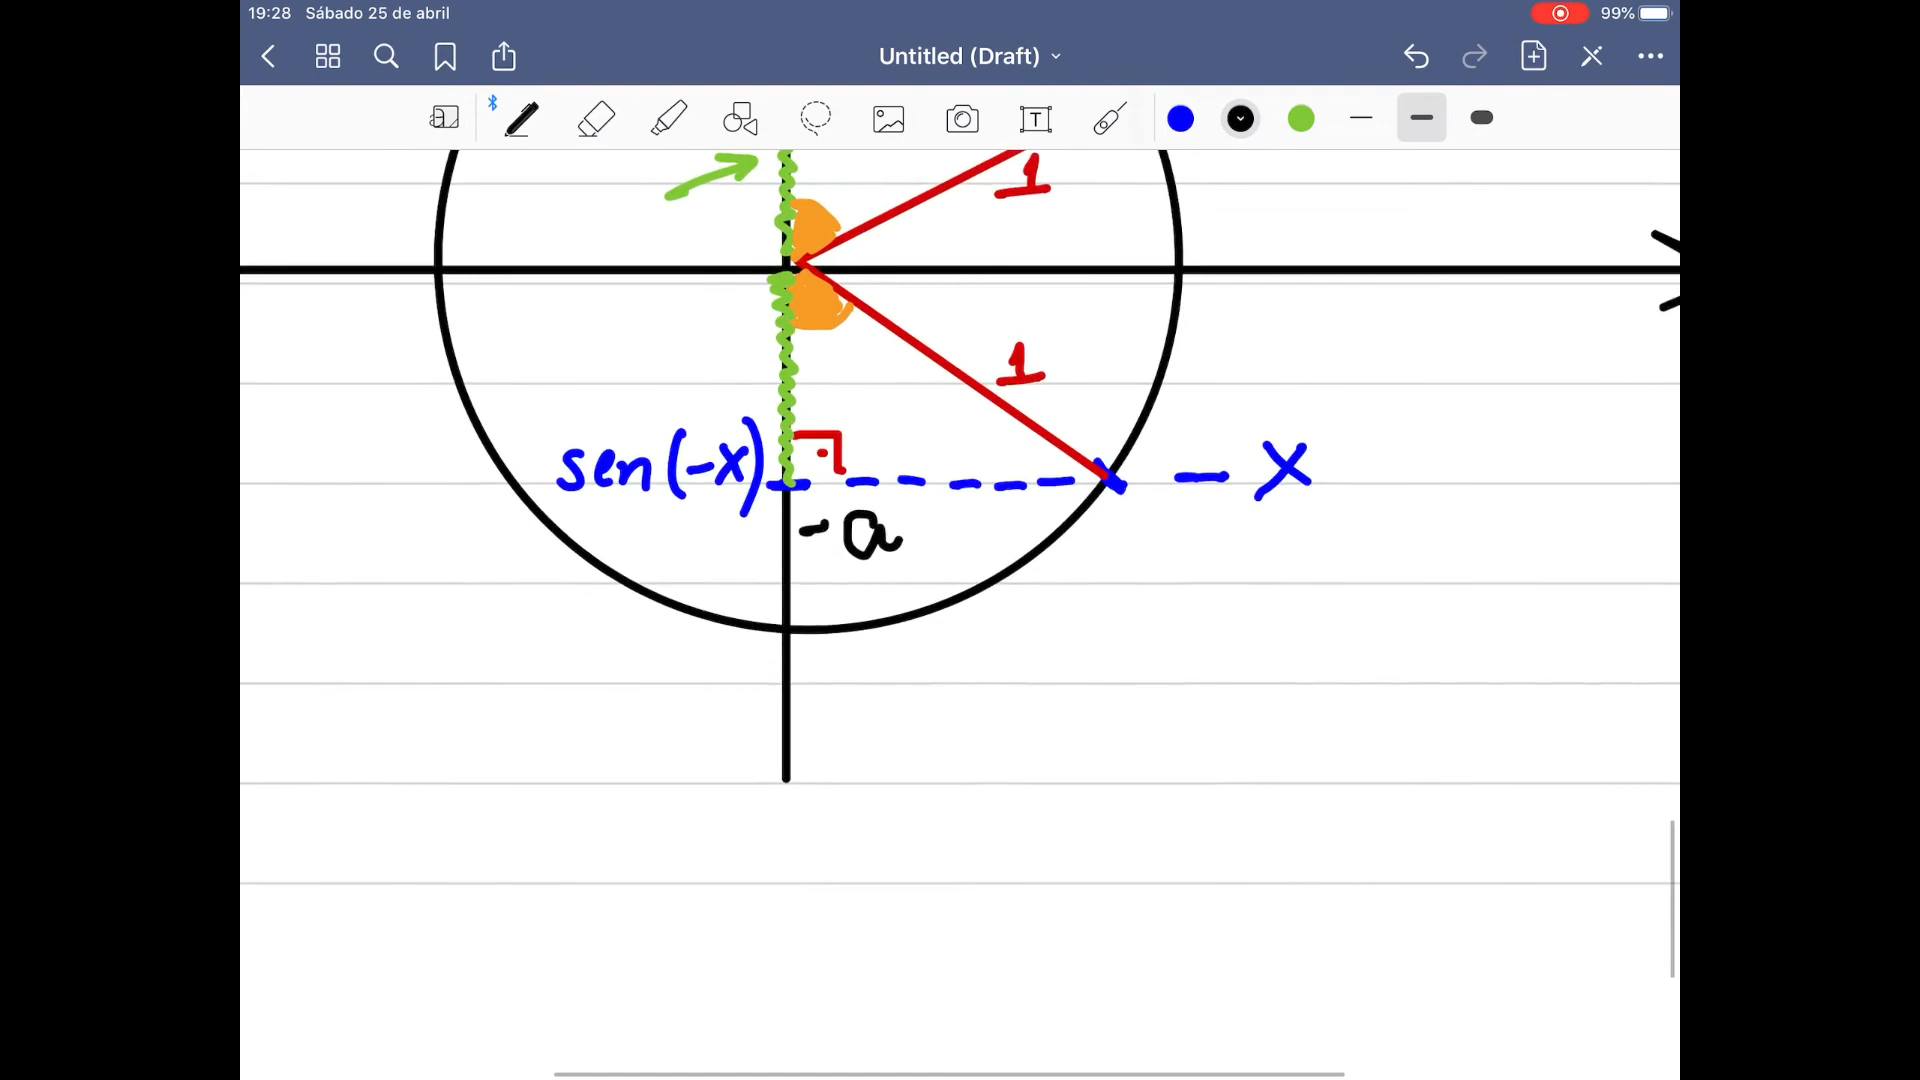 19:28 Sábado 25 de abril 99%
Untitled (Draft)
a T
1
1
sen(-x) - x
-a